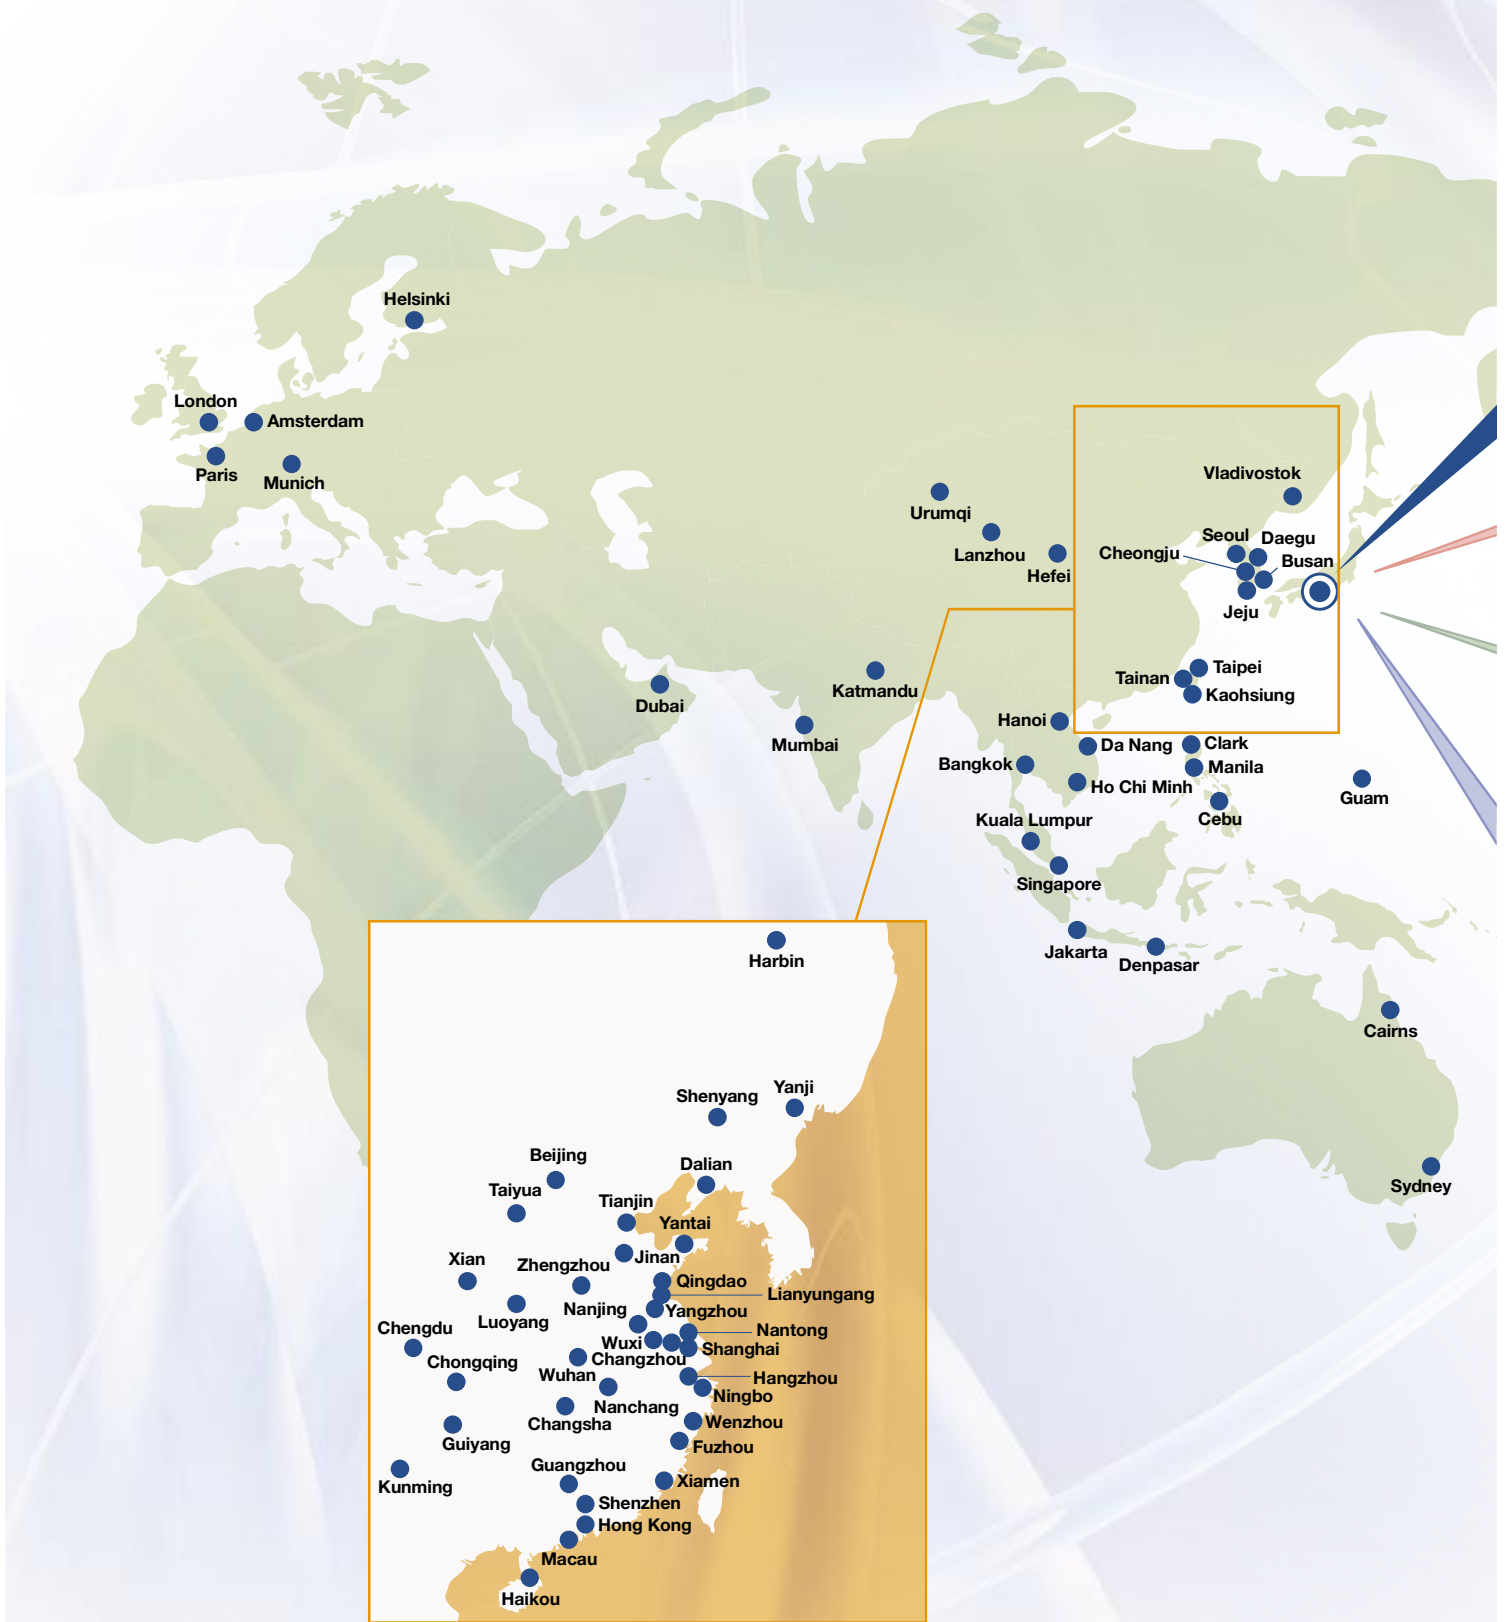 Helsinki
London
Amsterdam
Paris
Munich
Vladivostok
Urumqi
Seoul
Daegu
Lanzhou
Cheongju
Busan
Hefei
Jeju
Taipei
Katmandu
Tainan
Dubai
Kaohsiung
Hanoi
Mumbai
Da Nang
Clark
Bangkok
Manila
Ho Chi Minh
Guam
Kuala Lumpur
Cebu
Singapore
Jakarta
Denpasar
Cairns
Sydney
Harbin
Yanji
Shenyang
Beijing
Dalian
Taiyua
Tianjin
Yantai
Xian
Jinan
Zhengzhou
Qingdao
Lianyungang
Nanjing
Yangzhou
Luoyang
Chengdu
Nantong
Wuxi
Shanghai
Changzhou
Chongqing
Wuhan
Hangzhou
Ningbo
Nanchang
Changsha
Wenzhou
Guiyang
Fuzhou
Guangzhou
Xiamen
Kunming
Shenzhen
Hong Kong
Macau
Haikou